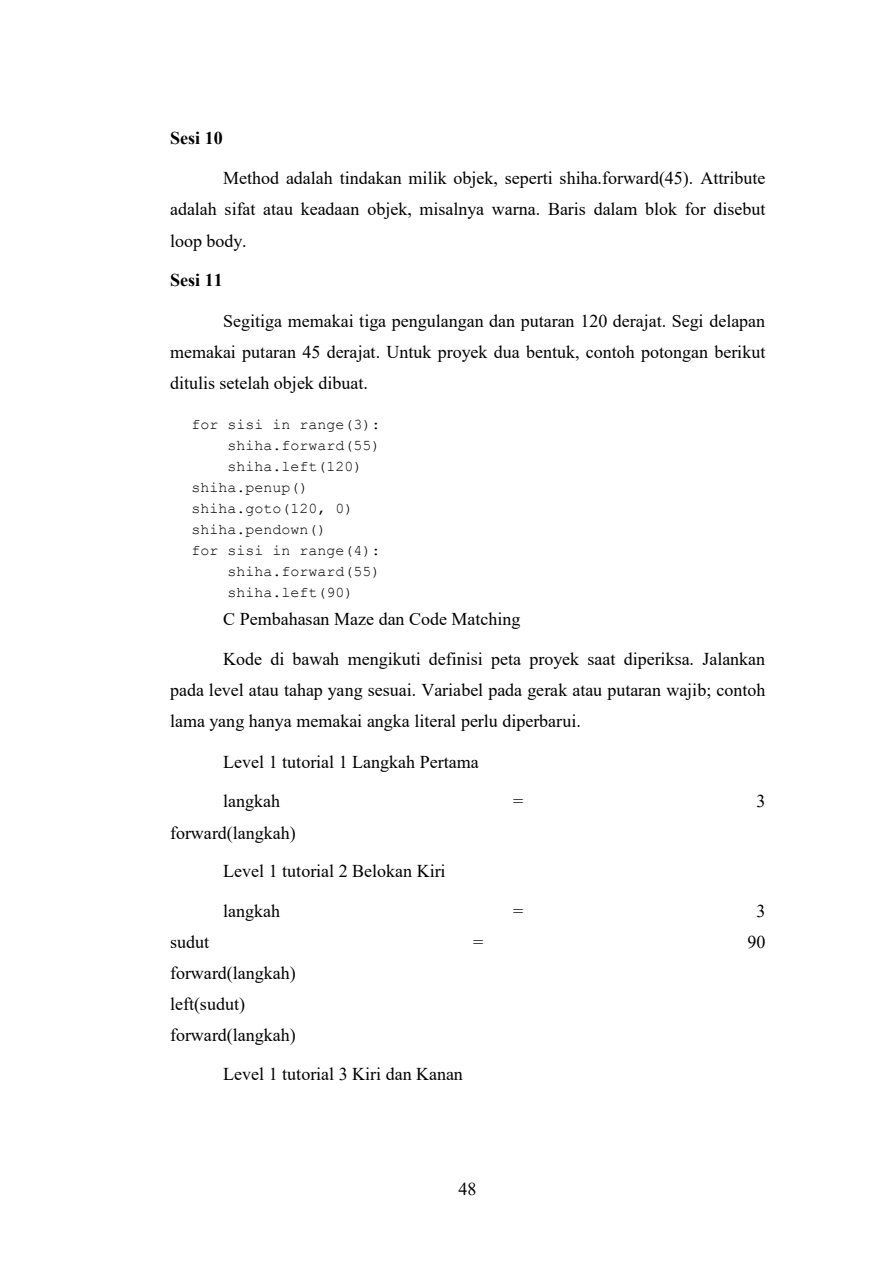 Sesi 10
Method adalah tindakan milik objek, seperti shiha.forward(45). Attribute
adalah sifat atau keadaan objek, misalnya warna. Baris dalam blok for disebut
loop body.
Sesi 11
Segitiga memakai tiga pengulangan dan putaran 120 derajat. Segi delapan
memakai putaran 45 derajat. Untuk proyek dua bentuk, contoh potongan berikut
ditulis setelah objek dibuat.
for sisi in range(3):
    shiha.forward(55)
    shiha.left(120)
shiha.penup()
shiha.goto(120, 0)
shiha.pendown()
for sisi in range(4):
    shiha.forward(55)
    shiha.left(90)
C Pembahasan Maze dan Code Matching
Kode di bawah mengikuti definisi peta proyek saat diperiksa. Jalankan
pada level atau tahap yang sesuai. Variabel pada gerak atau putaran wajib; contoh
lama yang hanya memakai angka literal perlu diperbarui.
Level 1 tutorial 1 Langkah Pertama
langkah = 3
forward(langkah)
Level 1 tutorial 2 Belokan Kiri
langkah = 3
sudut = 90
forward(langkah)
left(sudut)
forward(langkah)
Level 1 tutorial 3 Kiri dan Kanan
48